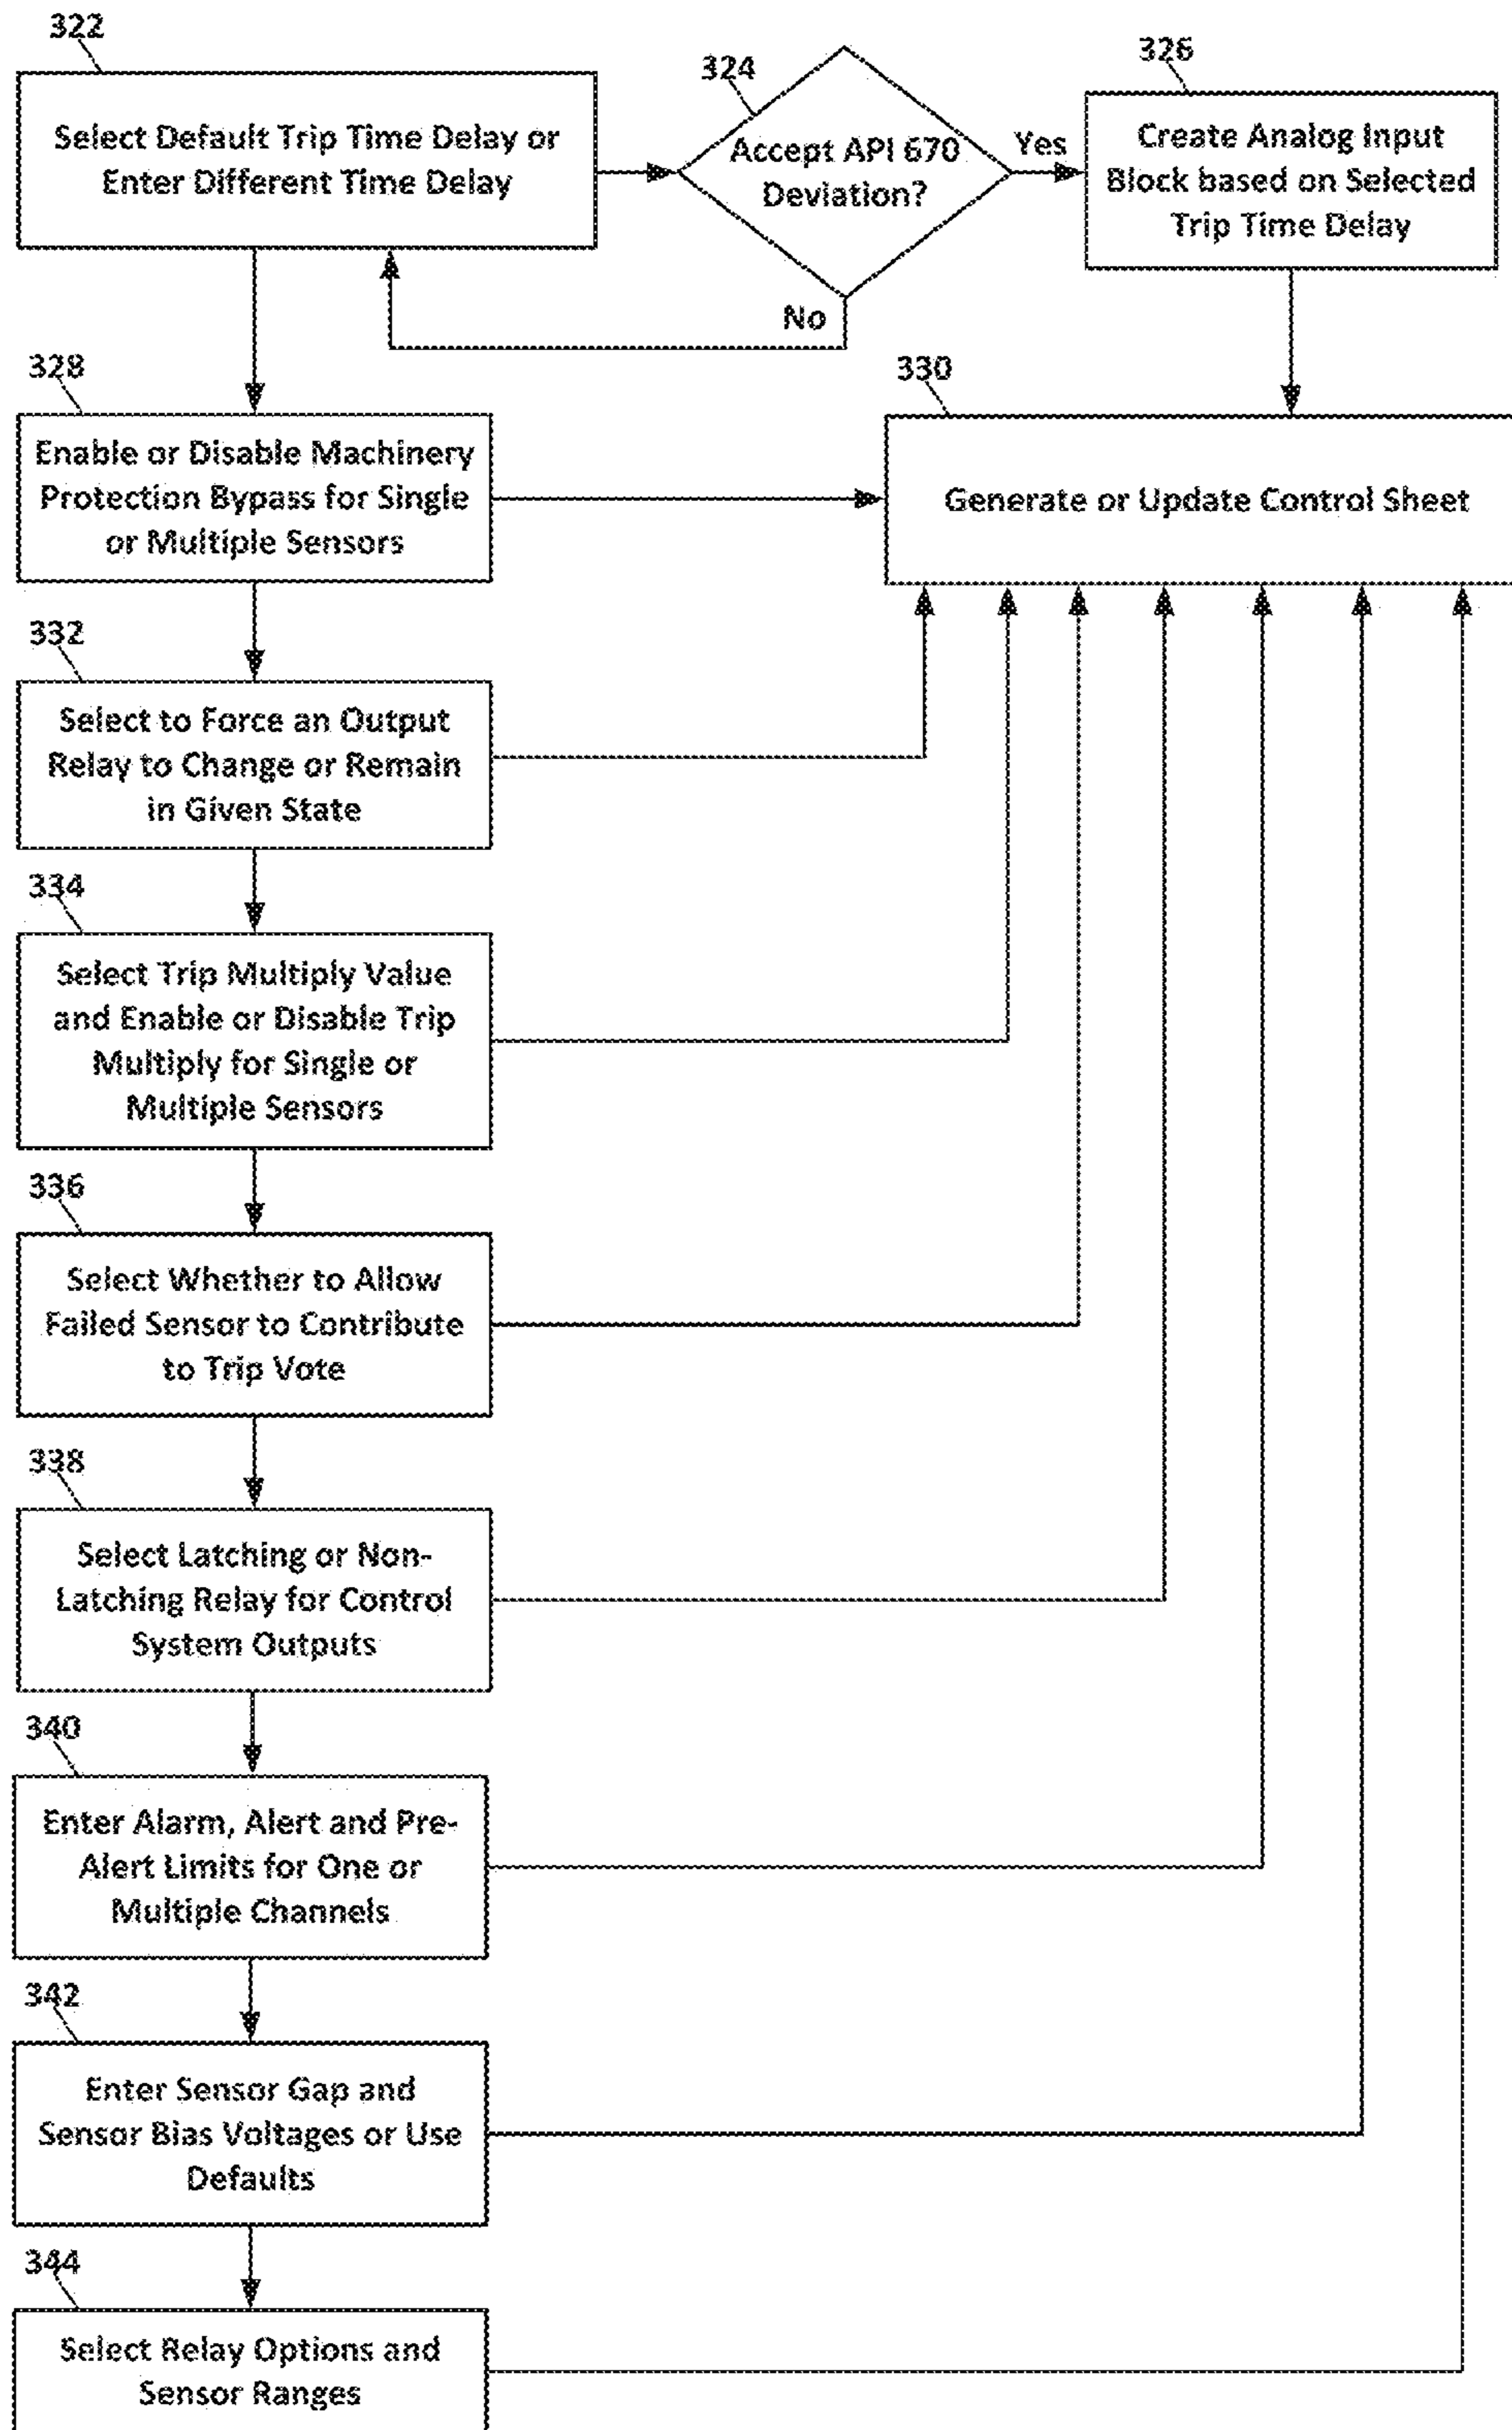 322
Select Default Trip Time Delay or
Enter Different Time Delay
324
Accept API 670
Deviation?
Yes
No
326
Create Analog Input
Block based on Selected
Trip Time Delay
328
Enable or Disable Machinery
Protection Bypass for Single
or Multiple Sensors
330
Generate or Update Control Sheet
332
Select to Force an Output
Relay to Change or Remain
in Given State
334
Select Trip Multiply Value
and Enable or Disable Trip
Multiply for Single or
Multiple Sensors
336
Select Whether to Allow
Failed Sensor to Contribute
to Trip Vote
338
Select Latching or Non-
Latching Relay for Control
System Outputs
340
Enter Alarm, Alert and Pre-
Alert Limits for One or
Multiple Channels
342
Enter Sensor Gap and
Sensor Bias Voltages or Use
Defaults
344
Select Relay Options and
Sensor Ranges